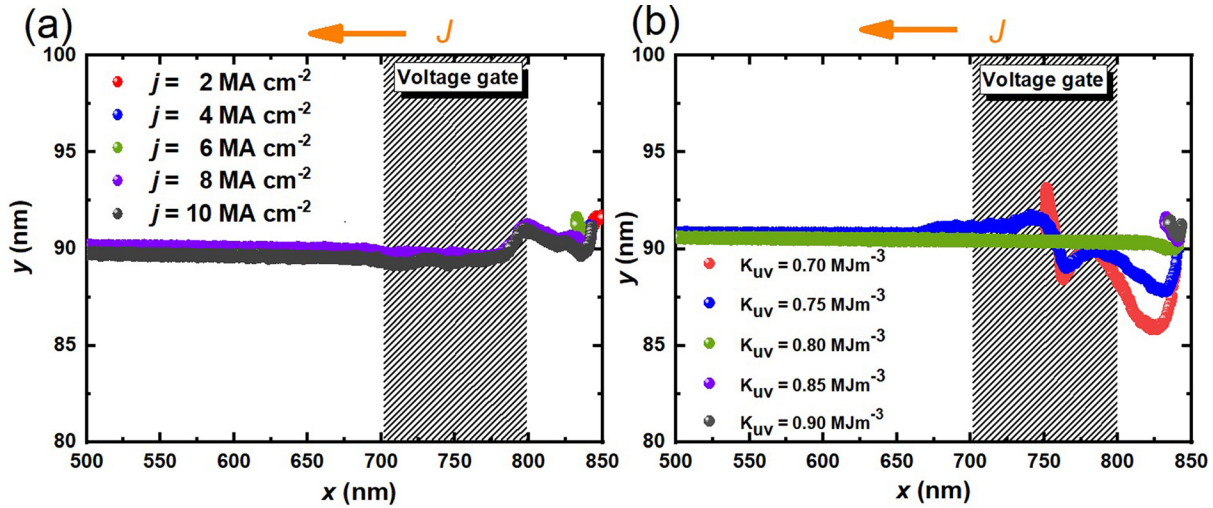 (a)
J
100
95
90
85
80
y (nm)
Voltage gate
j = 2 MA cm-2
j = 4 MA cm-2
j = 6 MA cm-2
j = 8 MA cm-2
j = 10 MA cm-2
500 550 600 650 700 750 800 850
x (nm)
(b)
J
100
95
90
85
80
y (nm)
Voltage gate
Kuv = 0.70 MJm-3
Kuv = 0.75 MJm-3
Kuv = 0.80 MJm-3
Kuv = 0.85 MJm-3
Kuv = 0.90 MJm-3
500 550 600 650 700 750 800 850
x (nm)